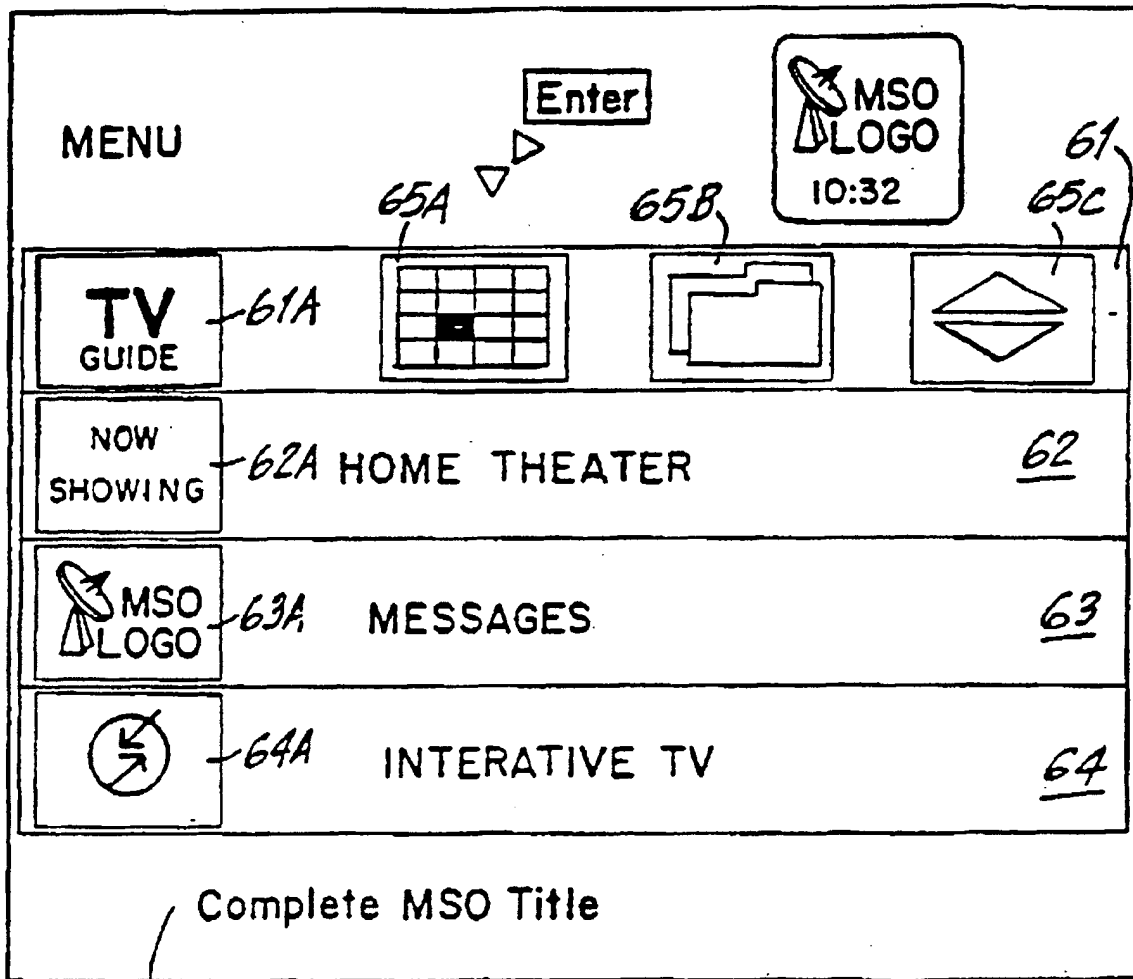 Enter
MSO
LOGO
10:32
MENU
61
65A
65B
65C
TV
GUIDE
61A
NOW
SHOWING
62A
HOME THEATER
62
MSO
LOGO
63A
MESSAGES
63
64A
INTERATIVE TV
64
Complete MSO Title